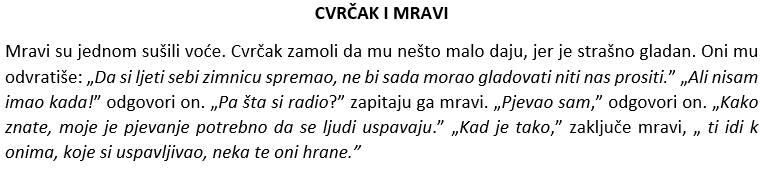 CVRČAK I MRAVI
Mravi su jednom sušili voće. Cvrčak zamoli da mu nešto malo daju, jer je strašno gladan. Oni mu
odvratiše: „Da si ljeti sebi zimnicu spremao, ne bi sada morao gladovati niti nas prositi.” „Ali nisam
imao kada!” odgovori on. „Pa šta si radio?” zapitaju ga mravi. „Pjevao sam,” odgovori on. „Kako
znate, moje je pjevanje potrebno da se ljudi uspavaju.” „Kad je tako,” zaključe mravi, „ ti idi k
onima, koje si uspavljivao, neka te oni hrane.”